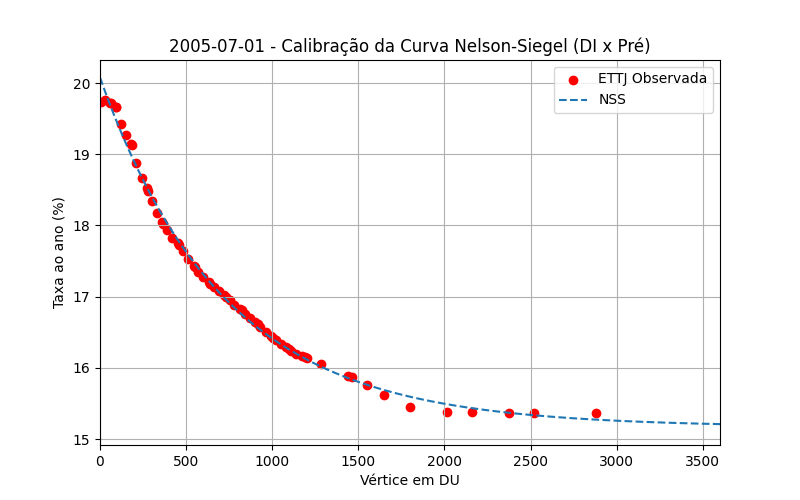 2005-07-01 - Calibração da Curva Nelson-Siegel (DI x Pré)
ETTJ Observada
NSS
Taxa ao ano (%)
20
19
18
17
16
15
0 500 1000 1500 2000 2500 3000 3500
Vértice em DU